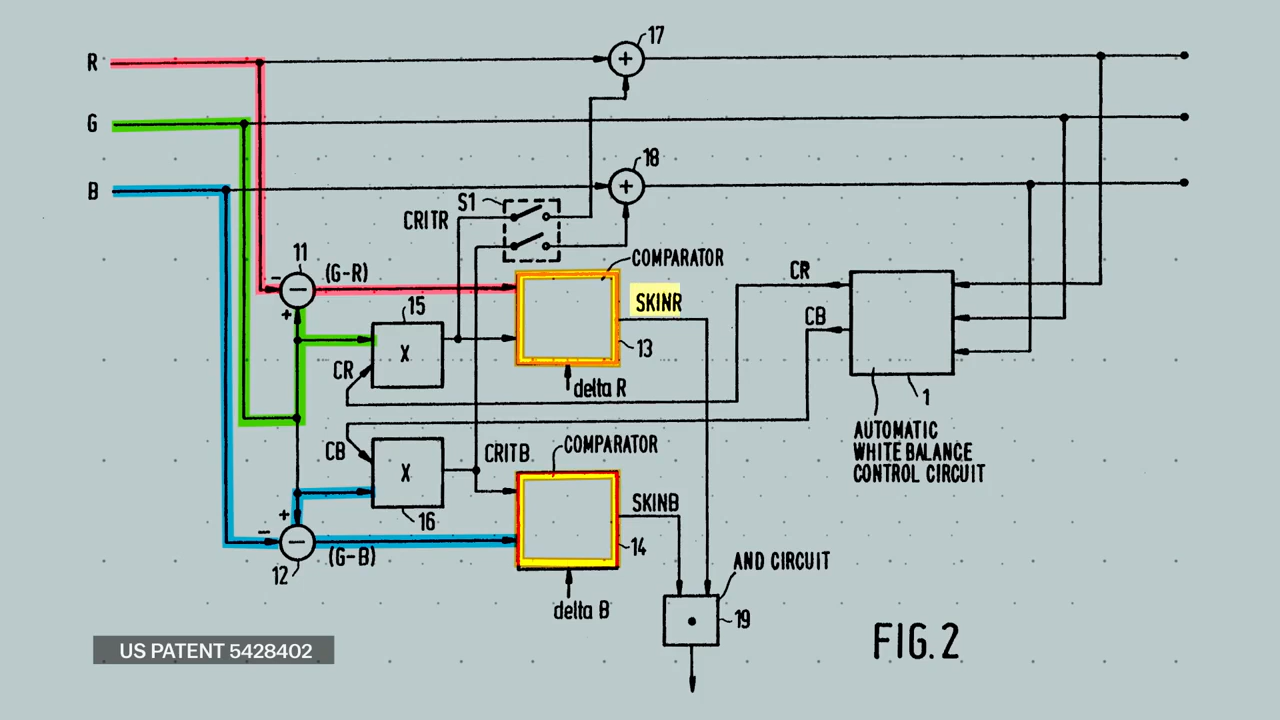 R
17
G
18
B
S1
CRITR
11
- (G-R)
COMPARATOR
CR
+
15
SKINR
CB
X
13
CR
delta R
1
AUTOMATIC
WHITE BALANCE
CONTROL CIRCUIT
CB
X
CRITB
COMPARATOR
+
16
SKINB
- (G-B)
14
12
delta B
AND CIRCUIT
19
FIG.2
US PATENT 5428402